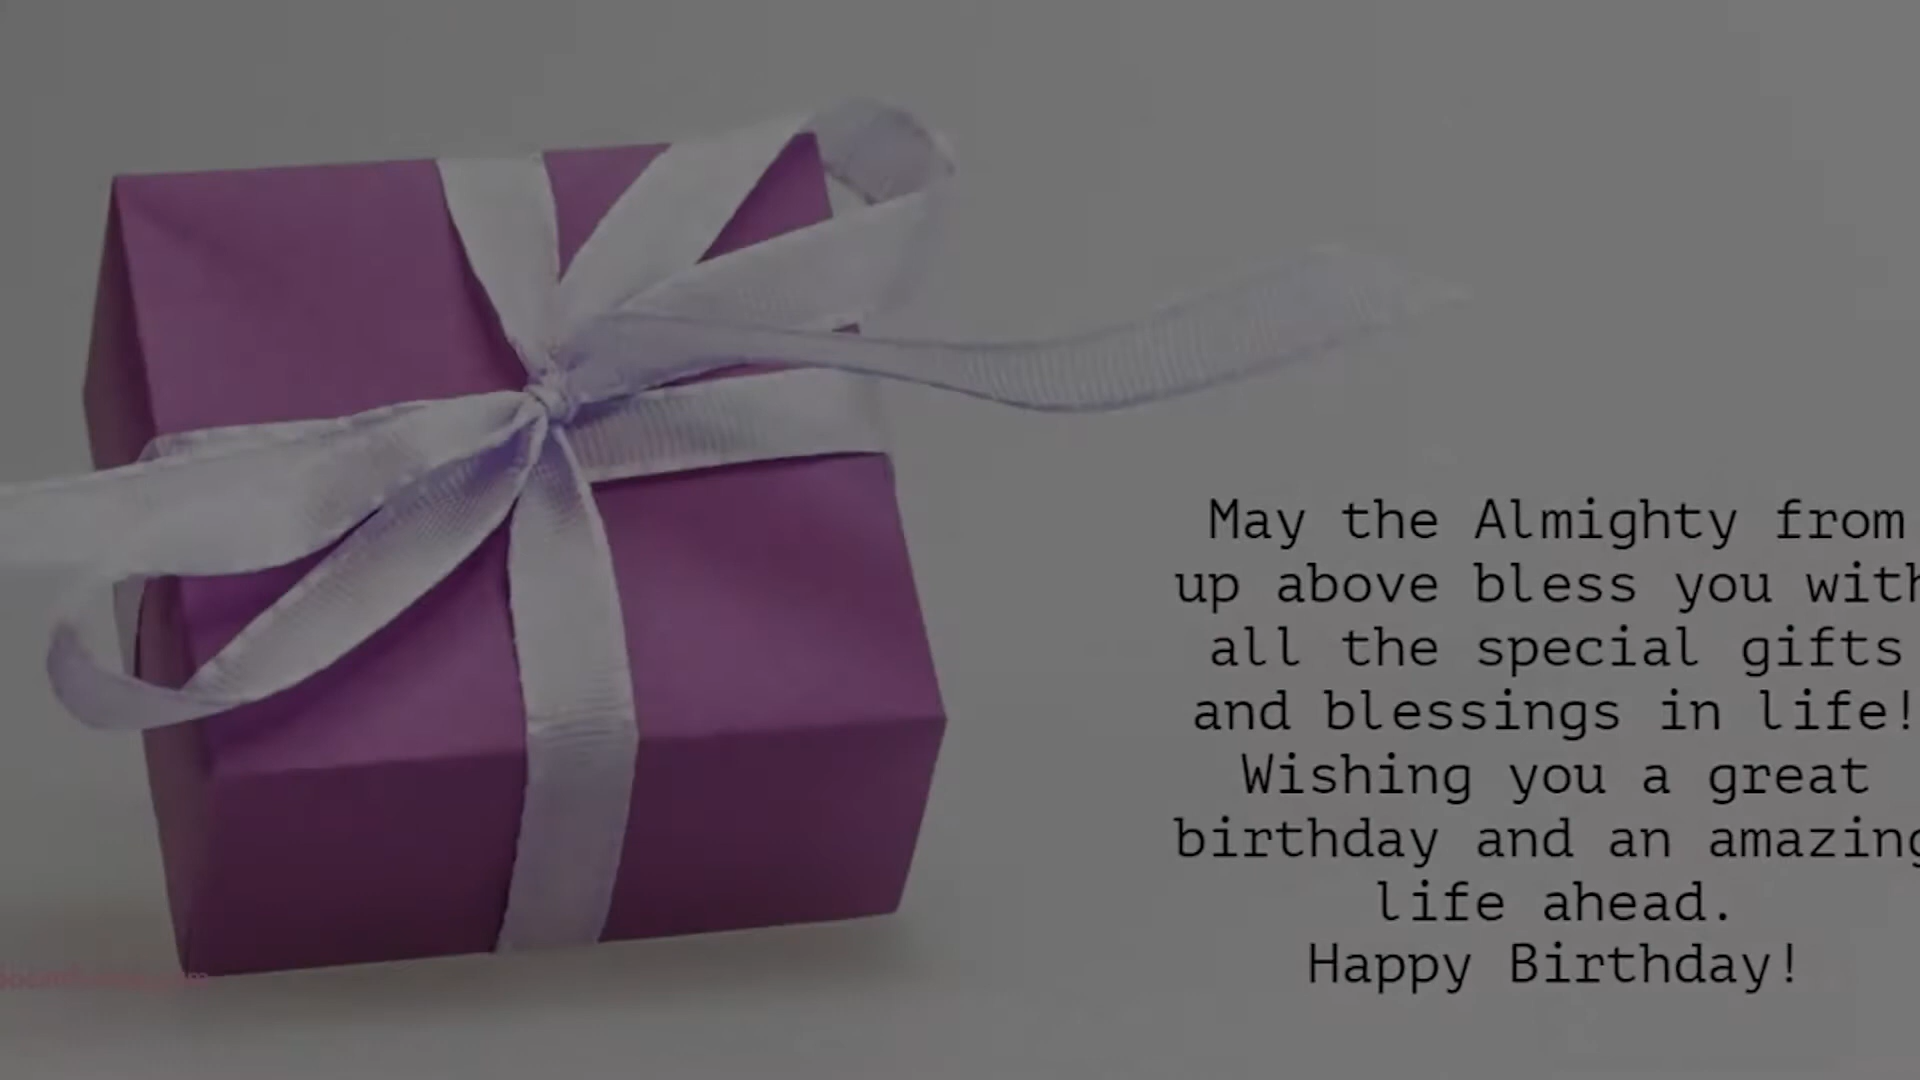 May the Almighty from
up above bless you with
all the special gifts
and blessings in life!
Wishing you a great
birthday and an amazing
life ahead.
Happy Birthday!